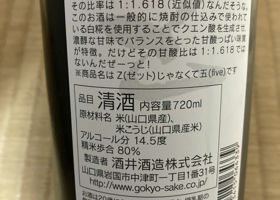 その比率は1:1.618（近似値）なんだそうな。
このお酒は一般的に焼酎の仕込みで使われて
いる白糀を使用することでクエン酸を生成させ、
濃醇な甘味でバランスをとった甘酸っぱい味質
が特徴。だけどその甘酸比は1:1.618では
ないんだぜーっと！
※商品名はZ(ゼット)じゃなくて五(five)です
品目 清酒 内容量720ml
原材料名 米(山口県産)、
米こうじ(山口県産米)
アルコール分 14.5度
精米歩合 80%
製造者 酒井酒造株式会社
山口県岩国市中津町一丁目1番31号
http://www.gokyo-sake.co.jp